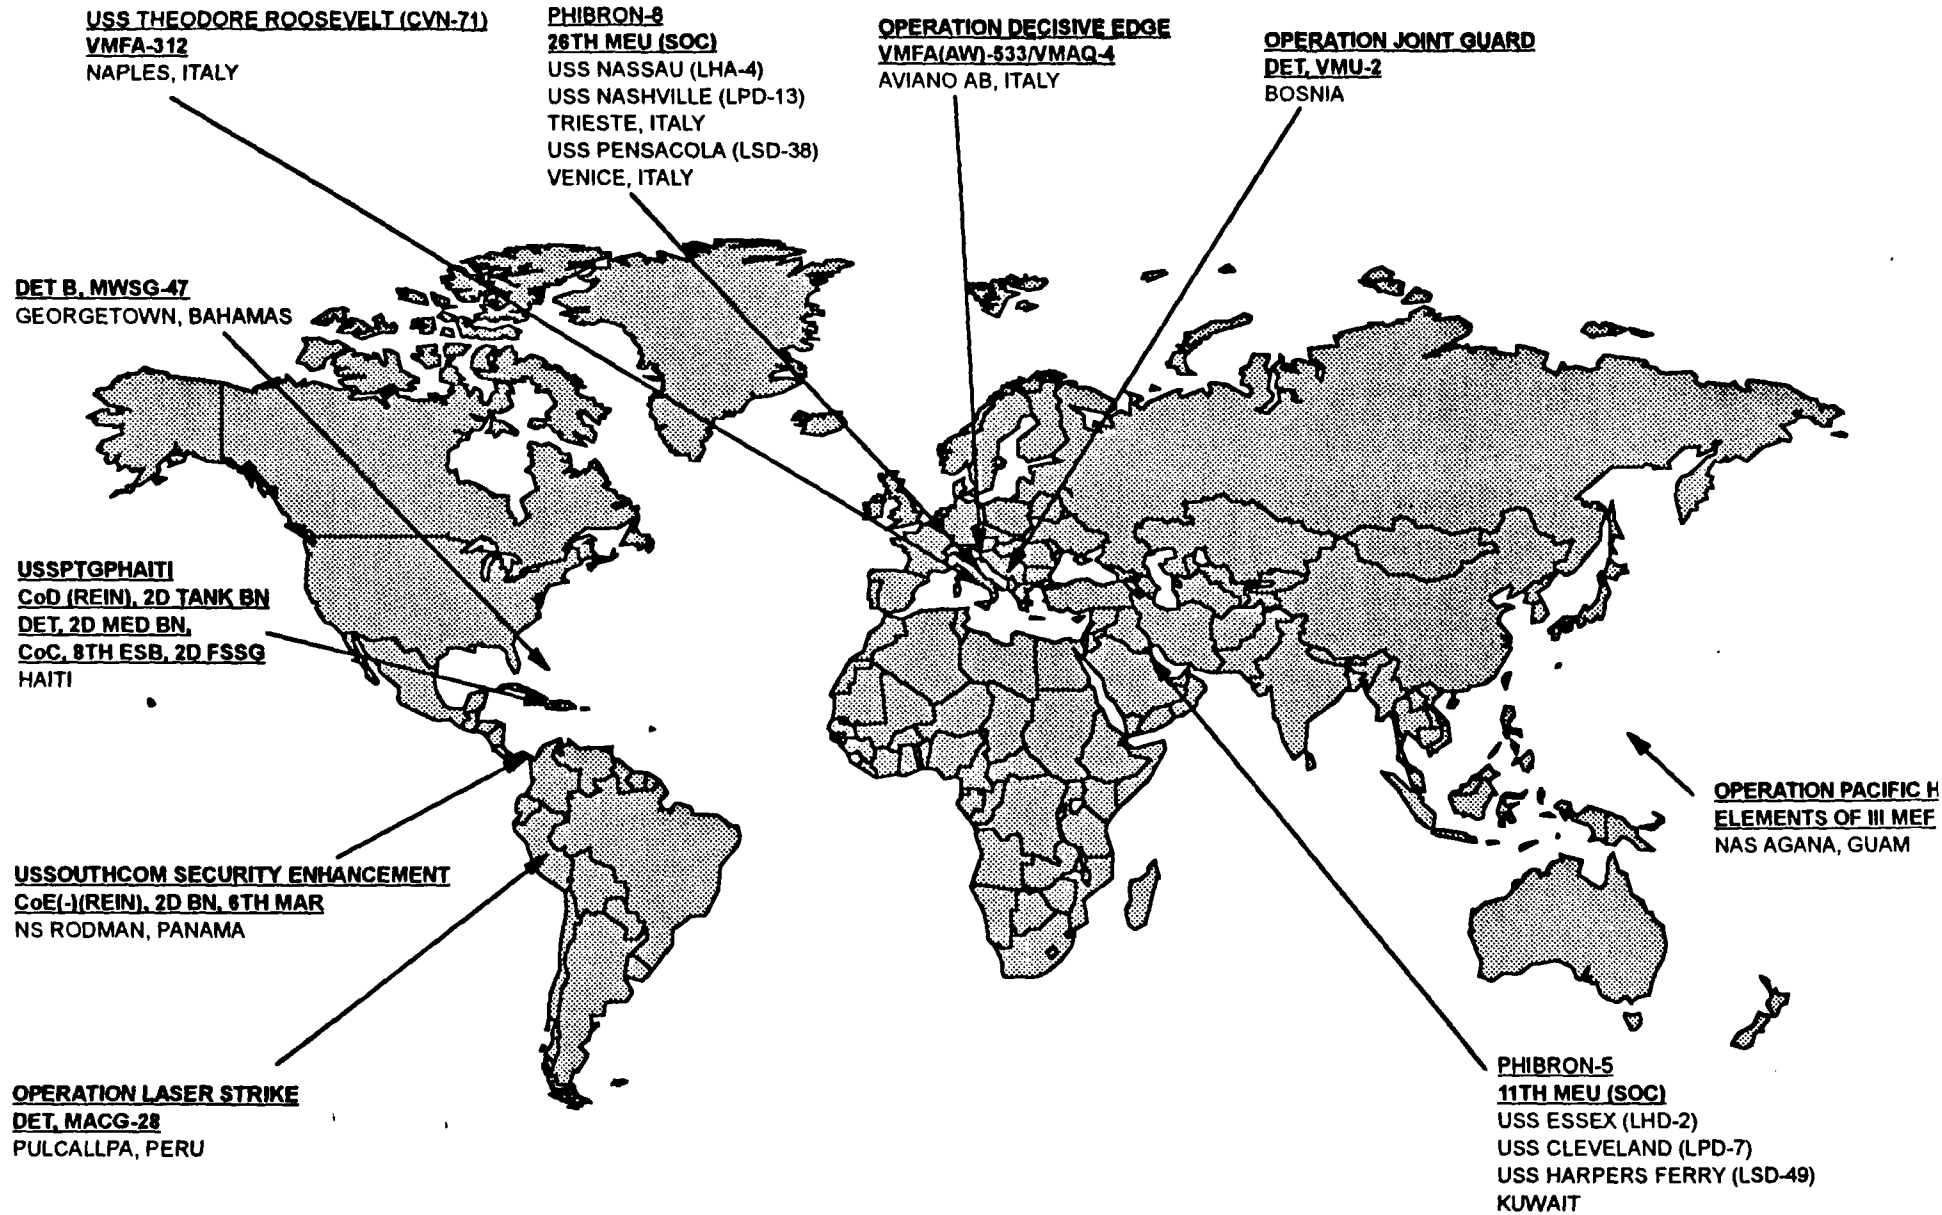 USS THEODORE ROOSEVELT (CVN-71)
VMFA-312
NAPLES, ITALY
PHIBRON-8
26TH MEU (SOC)
USS NASSAU (LHA-4)
USS NASHVILLE (LPD-13)
TRIESTE, ITALY
USS PENSACOLA (LSD-38)
VENICE, ITALY
OPERATION DECISIVE EDGE
VMFA(AW)-533/VMAQ-4
AVIANO AB, ITALY
OPERATION JOINT GUARD
DET, VMU-2
BOSNIA
DET B, MWSG-47
GEORGETOWN, BAHAMAS
USSPTGPHAITI
CoD (REIN), 2D TANK BN
DET, 2D MED BN,
CoC, 8TH ESB, 2D FSSG
HAITI
USSOUTHCOM SECURITY ENHANCEMENT
CoE(-)(REIN), 2D BN, 6TH MAR
NS RODMAN, PANAMA
OPERATION LASER STRIKE
DET, MACG-28
PULCALLPA, PERU
OPERATION PACIFIC H
ELEMENTS OF III MEF
NAS AGANA, GUAM
PHIBRON-5
11TH MEU (SOC)
USS ESSEX (LHD-2)
USS CLEVELAND (LPD-7)
USS HARPERS FERRY (LSD-49)
KUWAIT